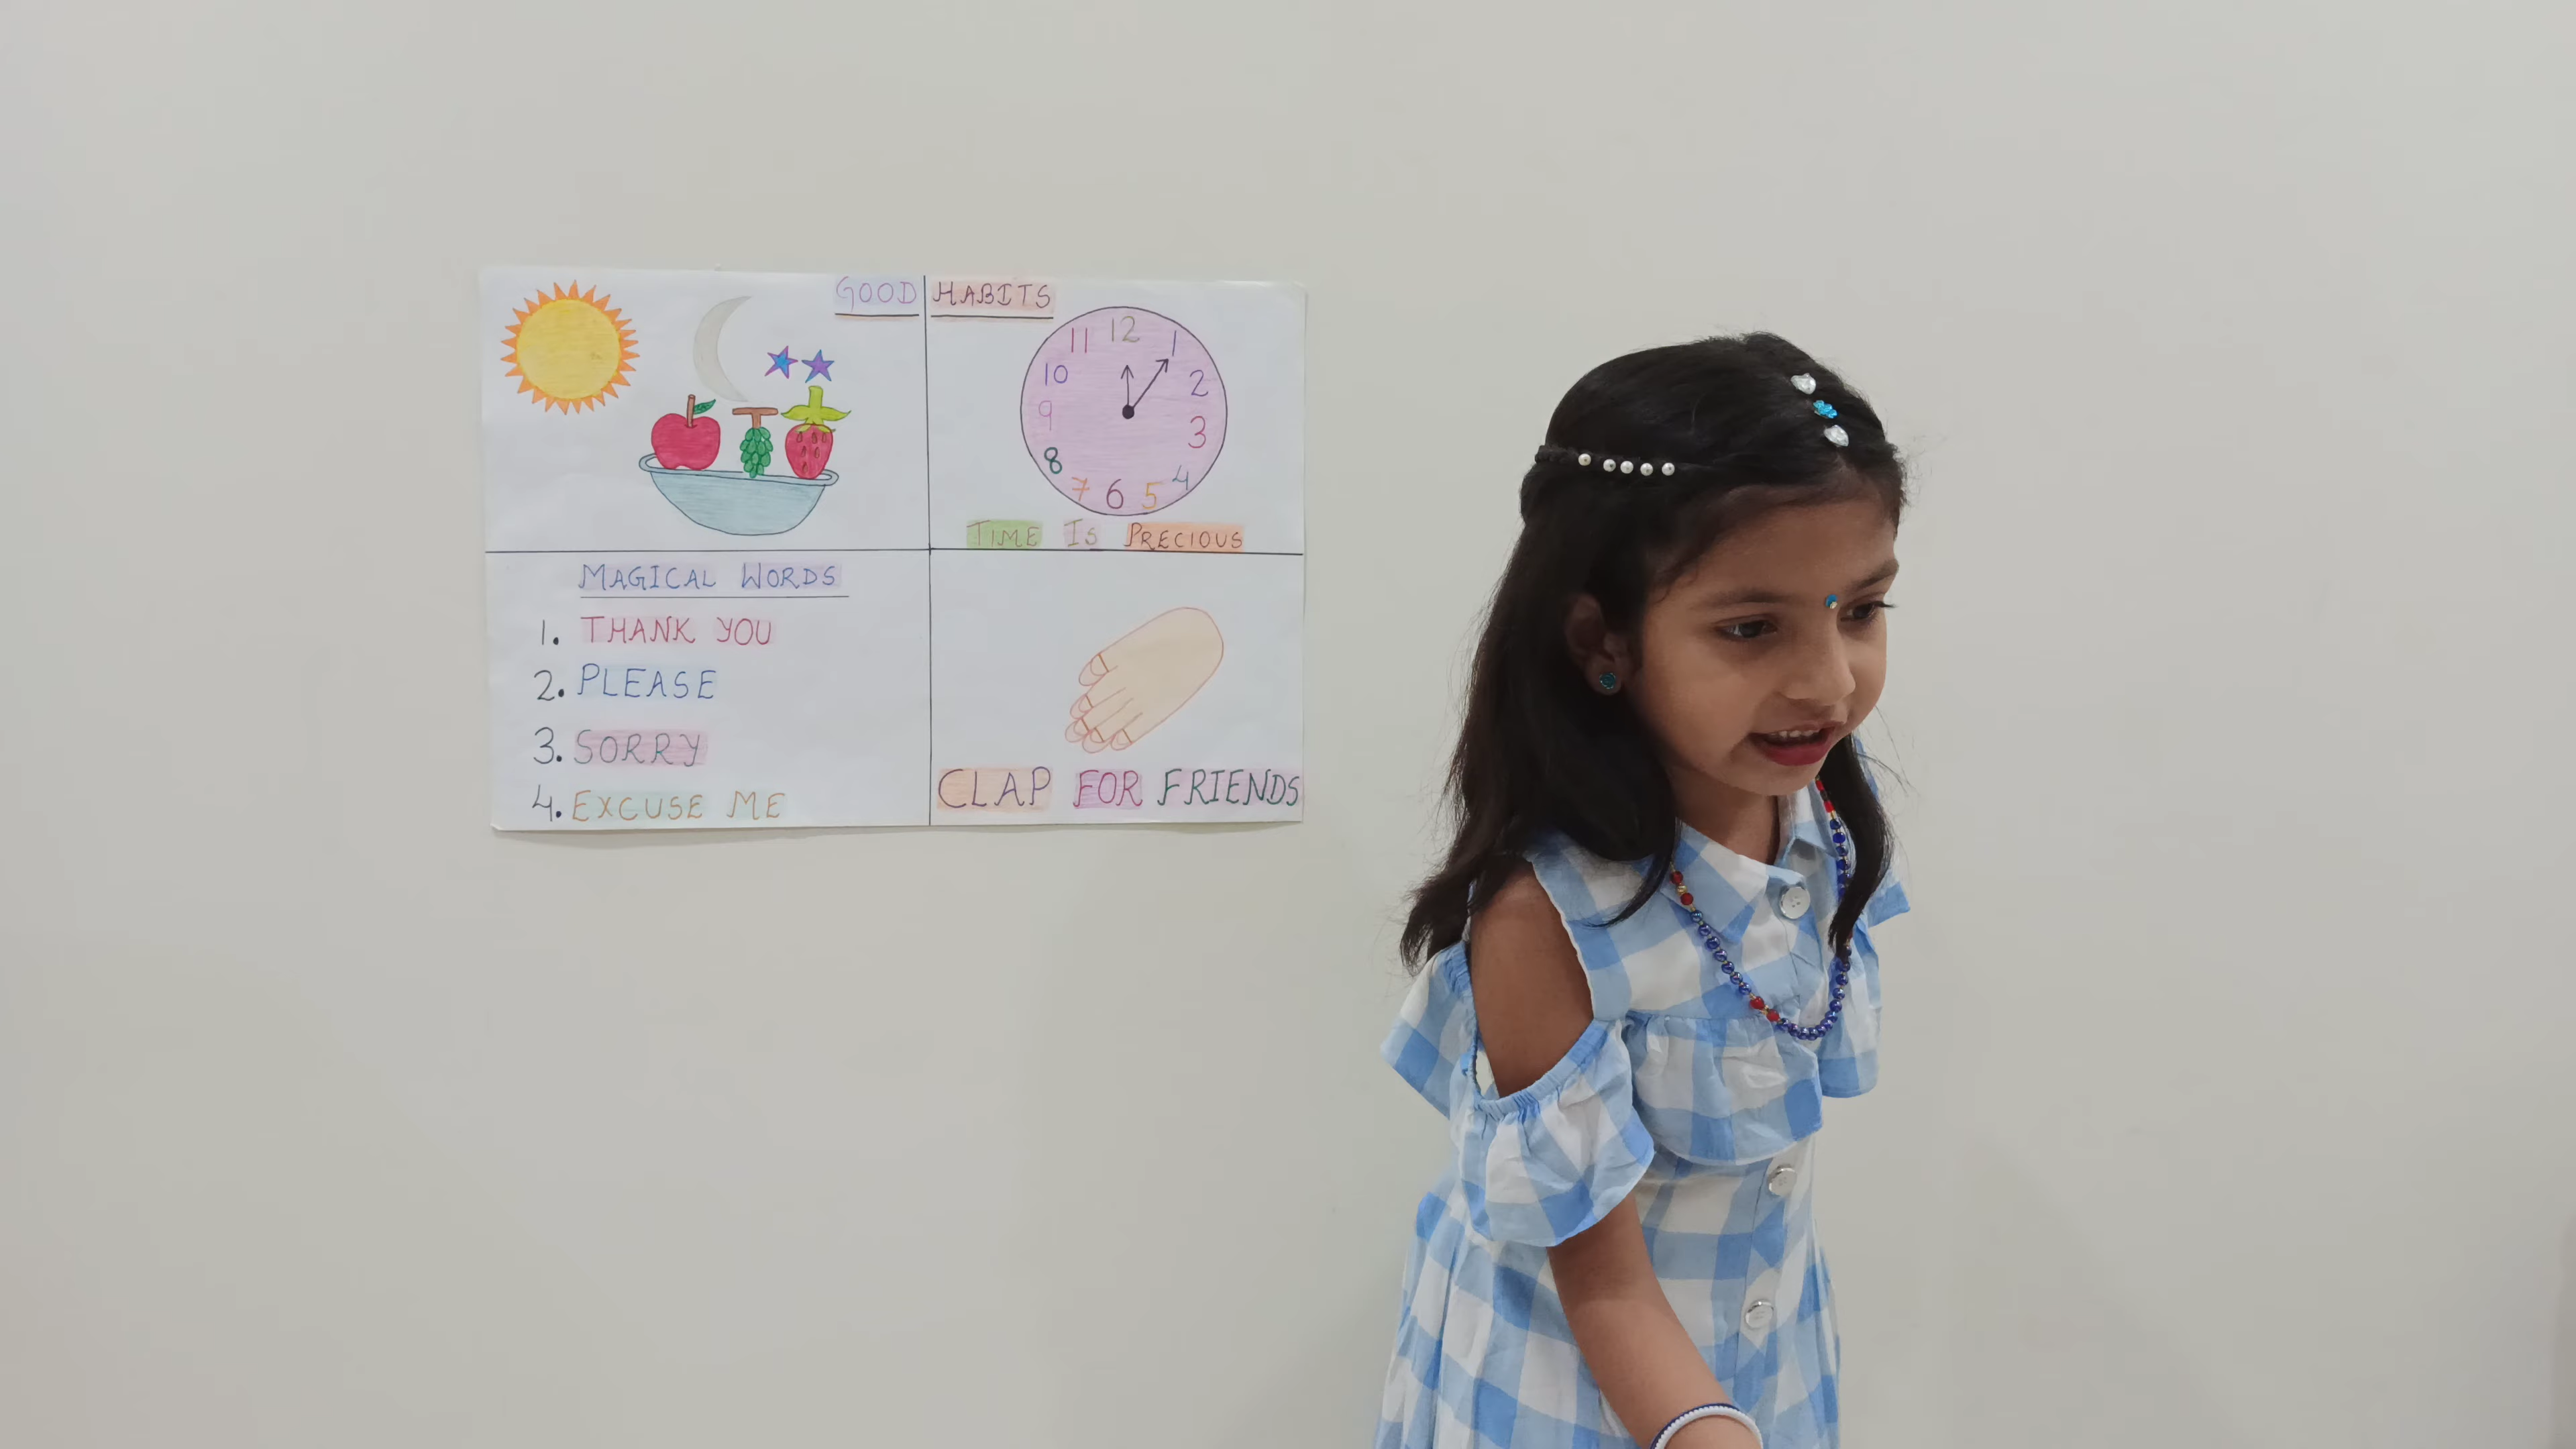 GOOD HABITS
12
11 1
10 2
9 3
8 4
7 6 5
TIME IS PRECIOUS
MAGICAL WORDS
1. THANK YOU
2. PLEASE
3. SORRY
4. EXCUSE ME
CLAP FOR FRIENDS